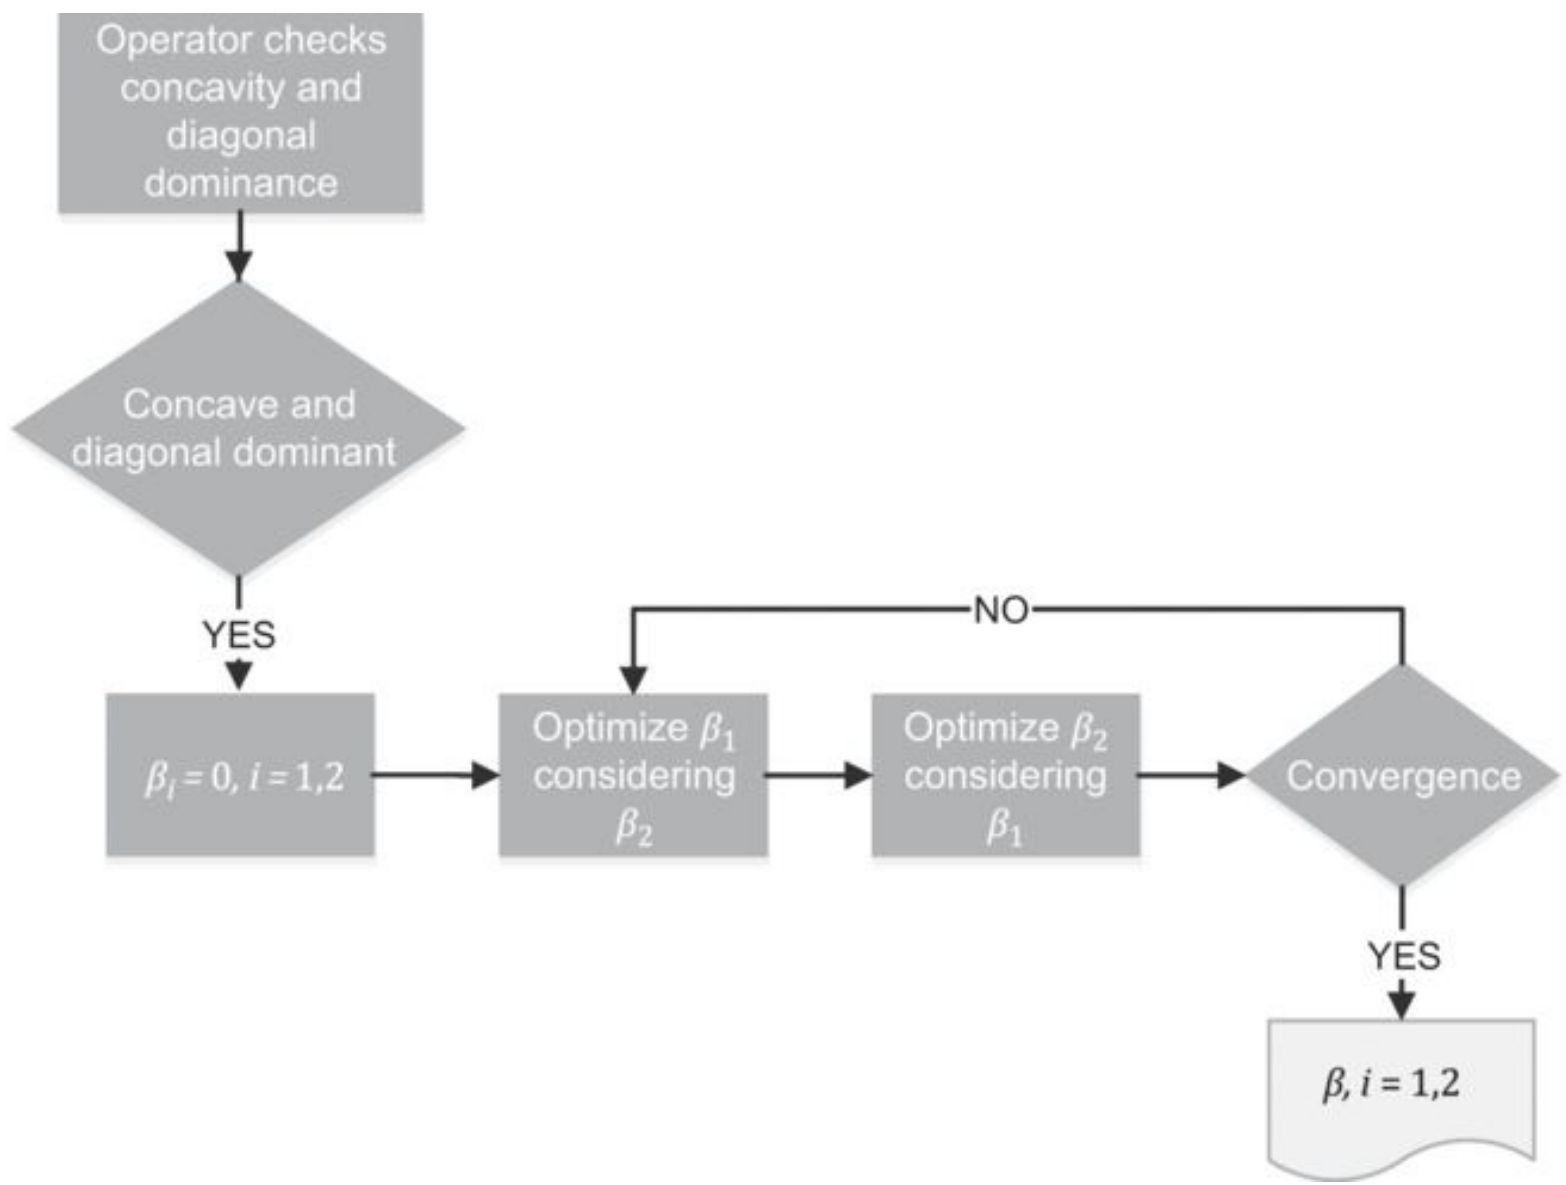 Operator checks
concavity and
diagonal
dominance
Concave and
diagonal dominant
YES
NO
βᵢ = 0, i = 1,2
Optimize β₁
considering
β₂
Optimize β₂
considering
β₁
Convergence
YES
β, i = 1,2